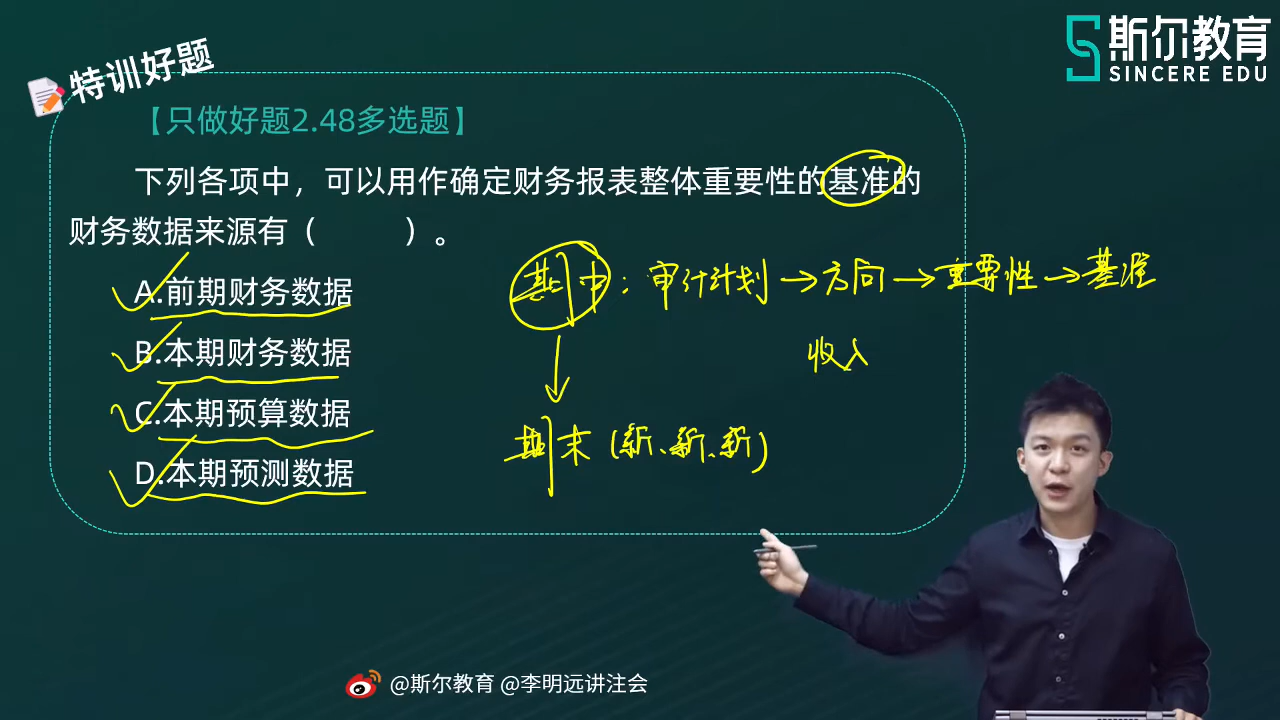 斯尔教育
SINCERE EDU
特训好题
【只做好题2.48多选题】
下列各项中，可以用作确定财务报表整体重要性的基准的
财务数据来源有（　　）。
A.前期财务数据
B.本期财务数据
C.本期预算数据
D.本期预测数据
期中：审计计划→方向→重要性→基准
收入
期末（新、新、新）
@斯尔教育 @李明远讲注会